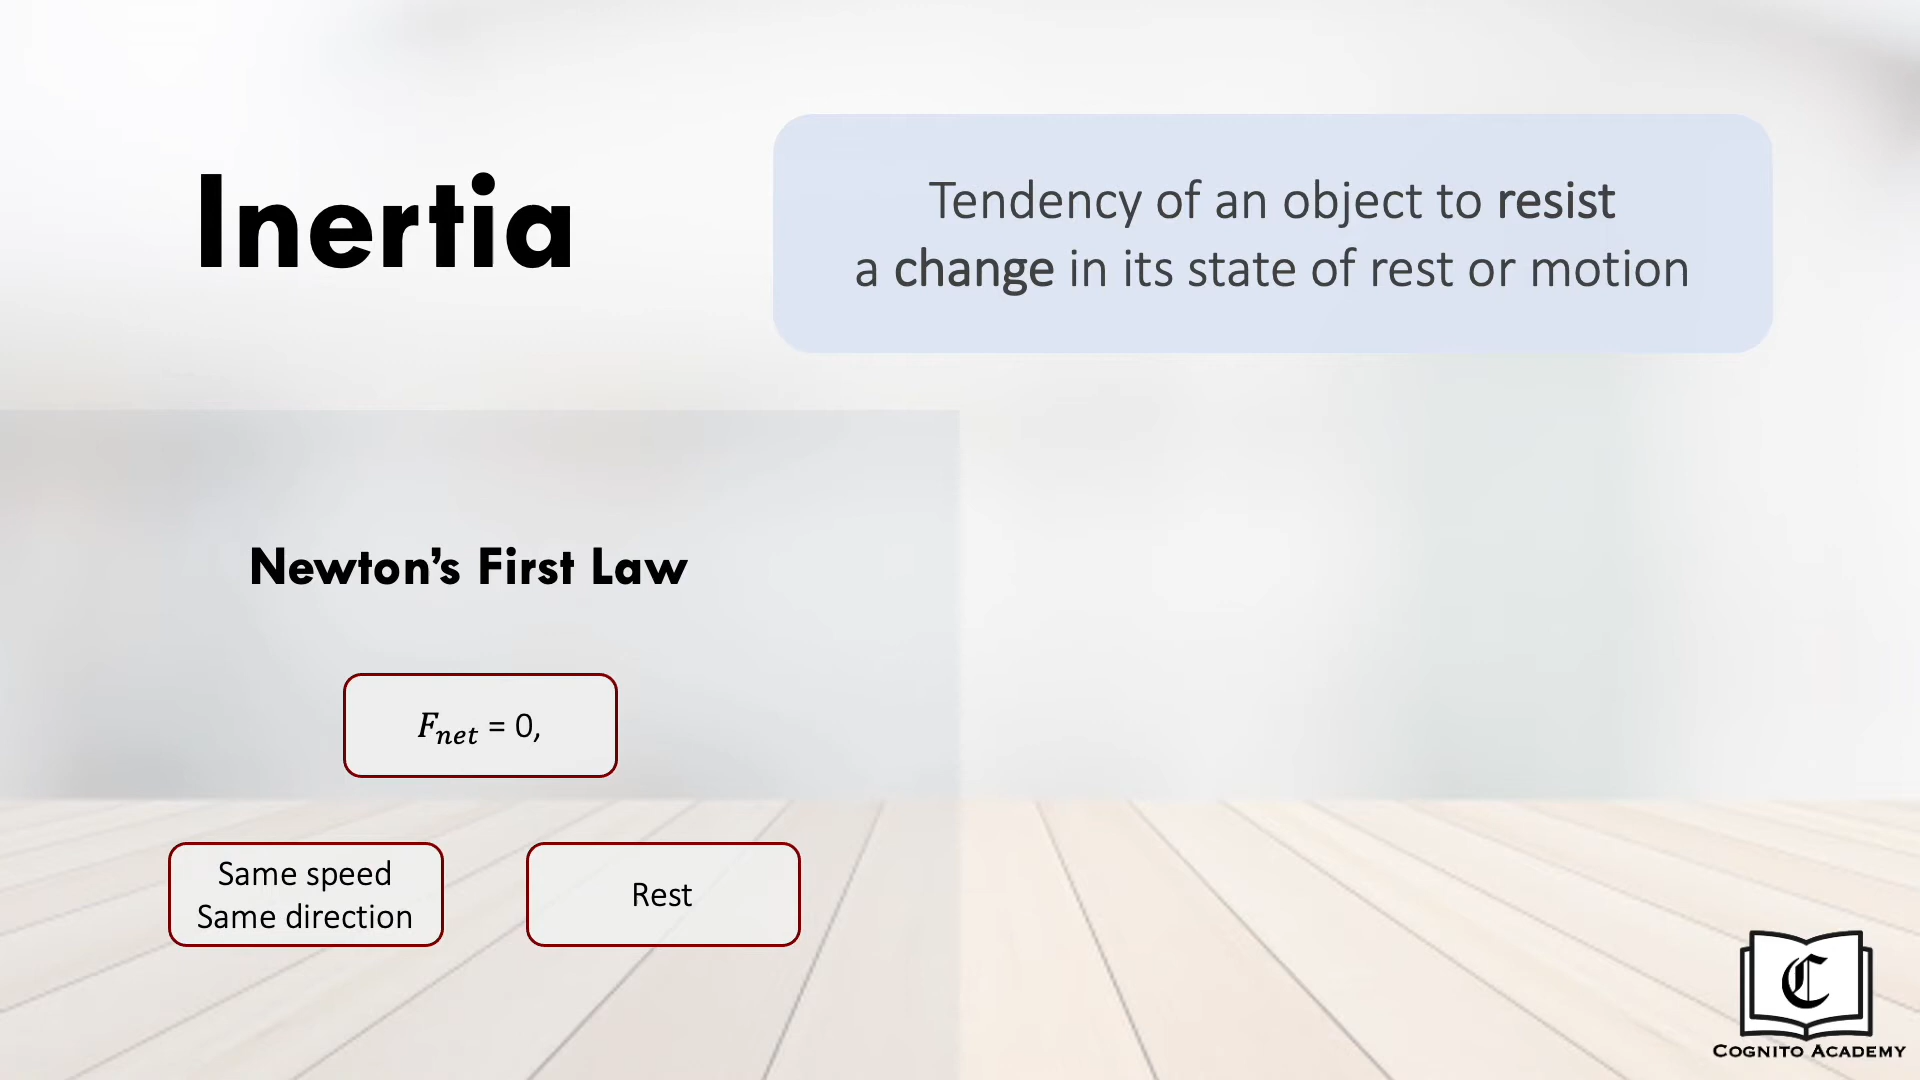 Inertia
Tendency of an object to resist
a change in its state of rest or motion
Newton’s First Law
F_net = 0,
Same speed
Same direction
Rest
C
COGNITO ACADEMY